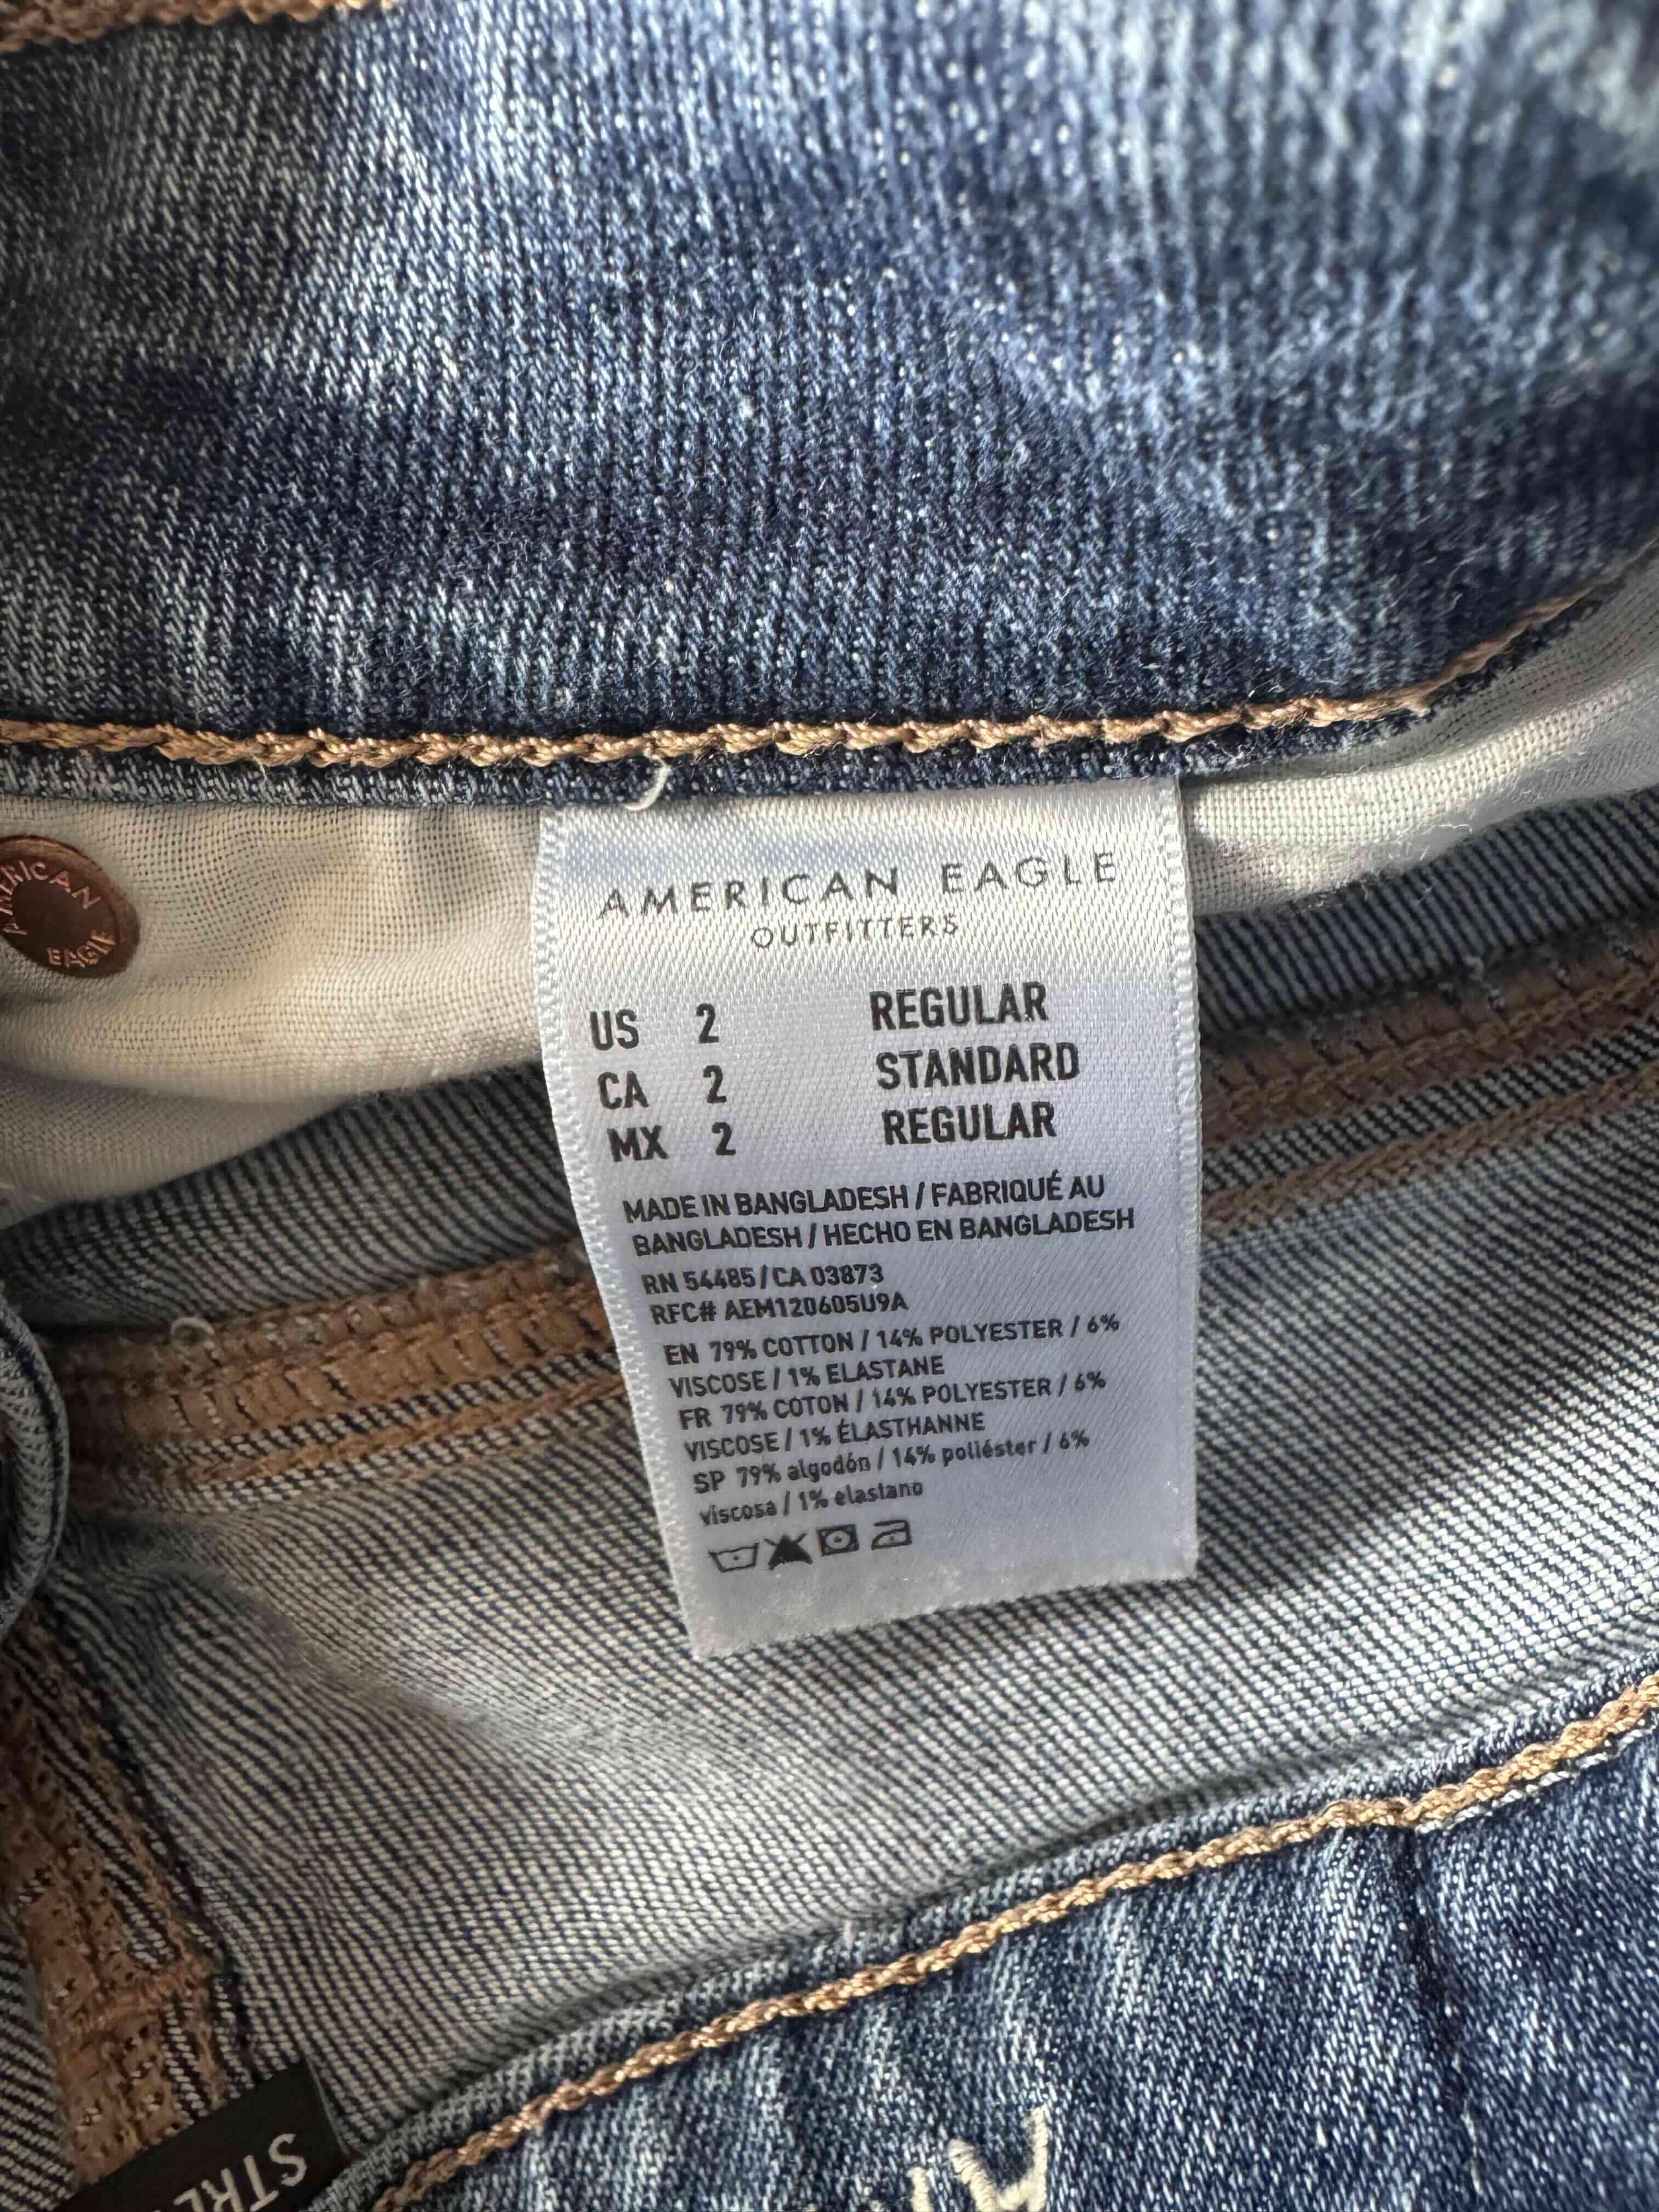 AMERICAN EAGLE
OUTFITTERS
US 2 REGULAR
CA 2 STANDARD
MX 2 REGULAR
MADE IN BANGLADESH / FABRIQUÉ AU
BANGLADESH / HECHO EN BANGLADESH
RN 54485 / CA 03873
RFC# AEM120605U9A
EN 79% COTTON / 14% POLYESTER / 6%
VISCOSE / 1% ELASTANE
FR 79% COTON / 14% POLYESTER / 6%
VISCOSE / 1% ÉLASTHANNE
SP 79% algodón / 14% poliéster / 6%
viscosa / 1% elastano
AMERICAN
EAGLE